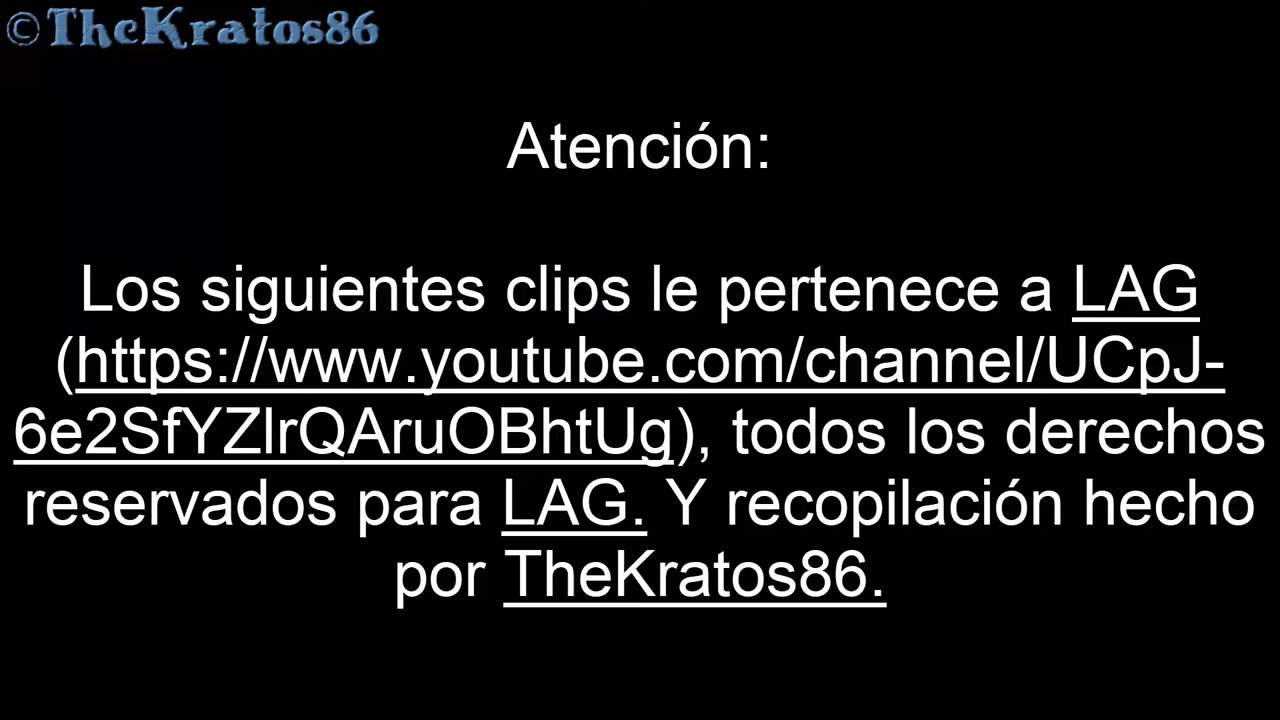 ©TheKratos86
Atención:
Los siguientes clips le pertenece a LAG
(https://www.youtube.com/channel/UCpJ-
6e2SfYZlrQAruOBhtUg), todos los derechos
reservados para LAG. Y recopilación hecho
por TheKratos86.